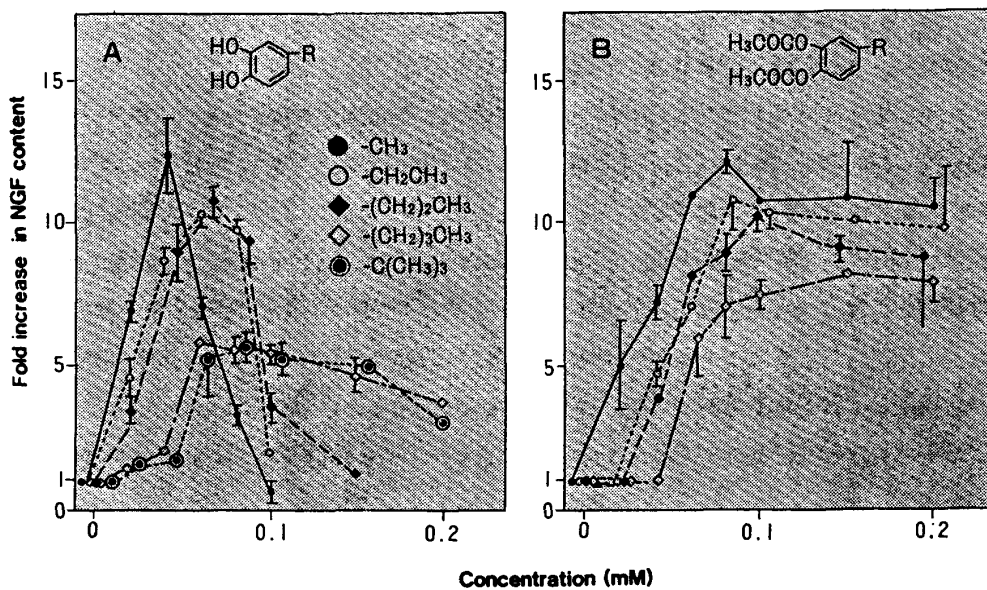 Fold increase in NGF content
15
10
5
1
0
A
HO
HO
R
-CH3
-CH2CH3
-(CH2)2CH3
-(CH2)3CH3
-C(CH3)3
0
0.1
0.2
B
H3COCO
H3COCO
R
15
10
5
1
0
0
0.1
0.2
Concentration (mM)